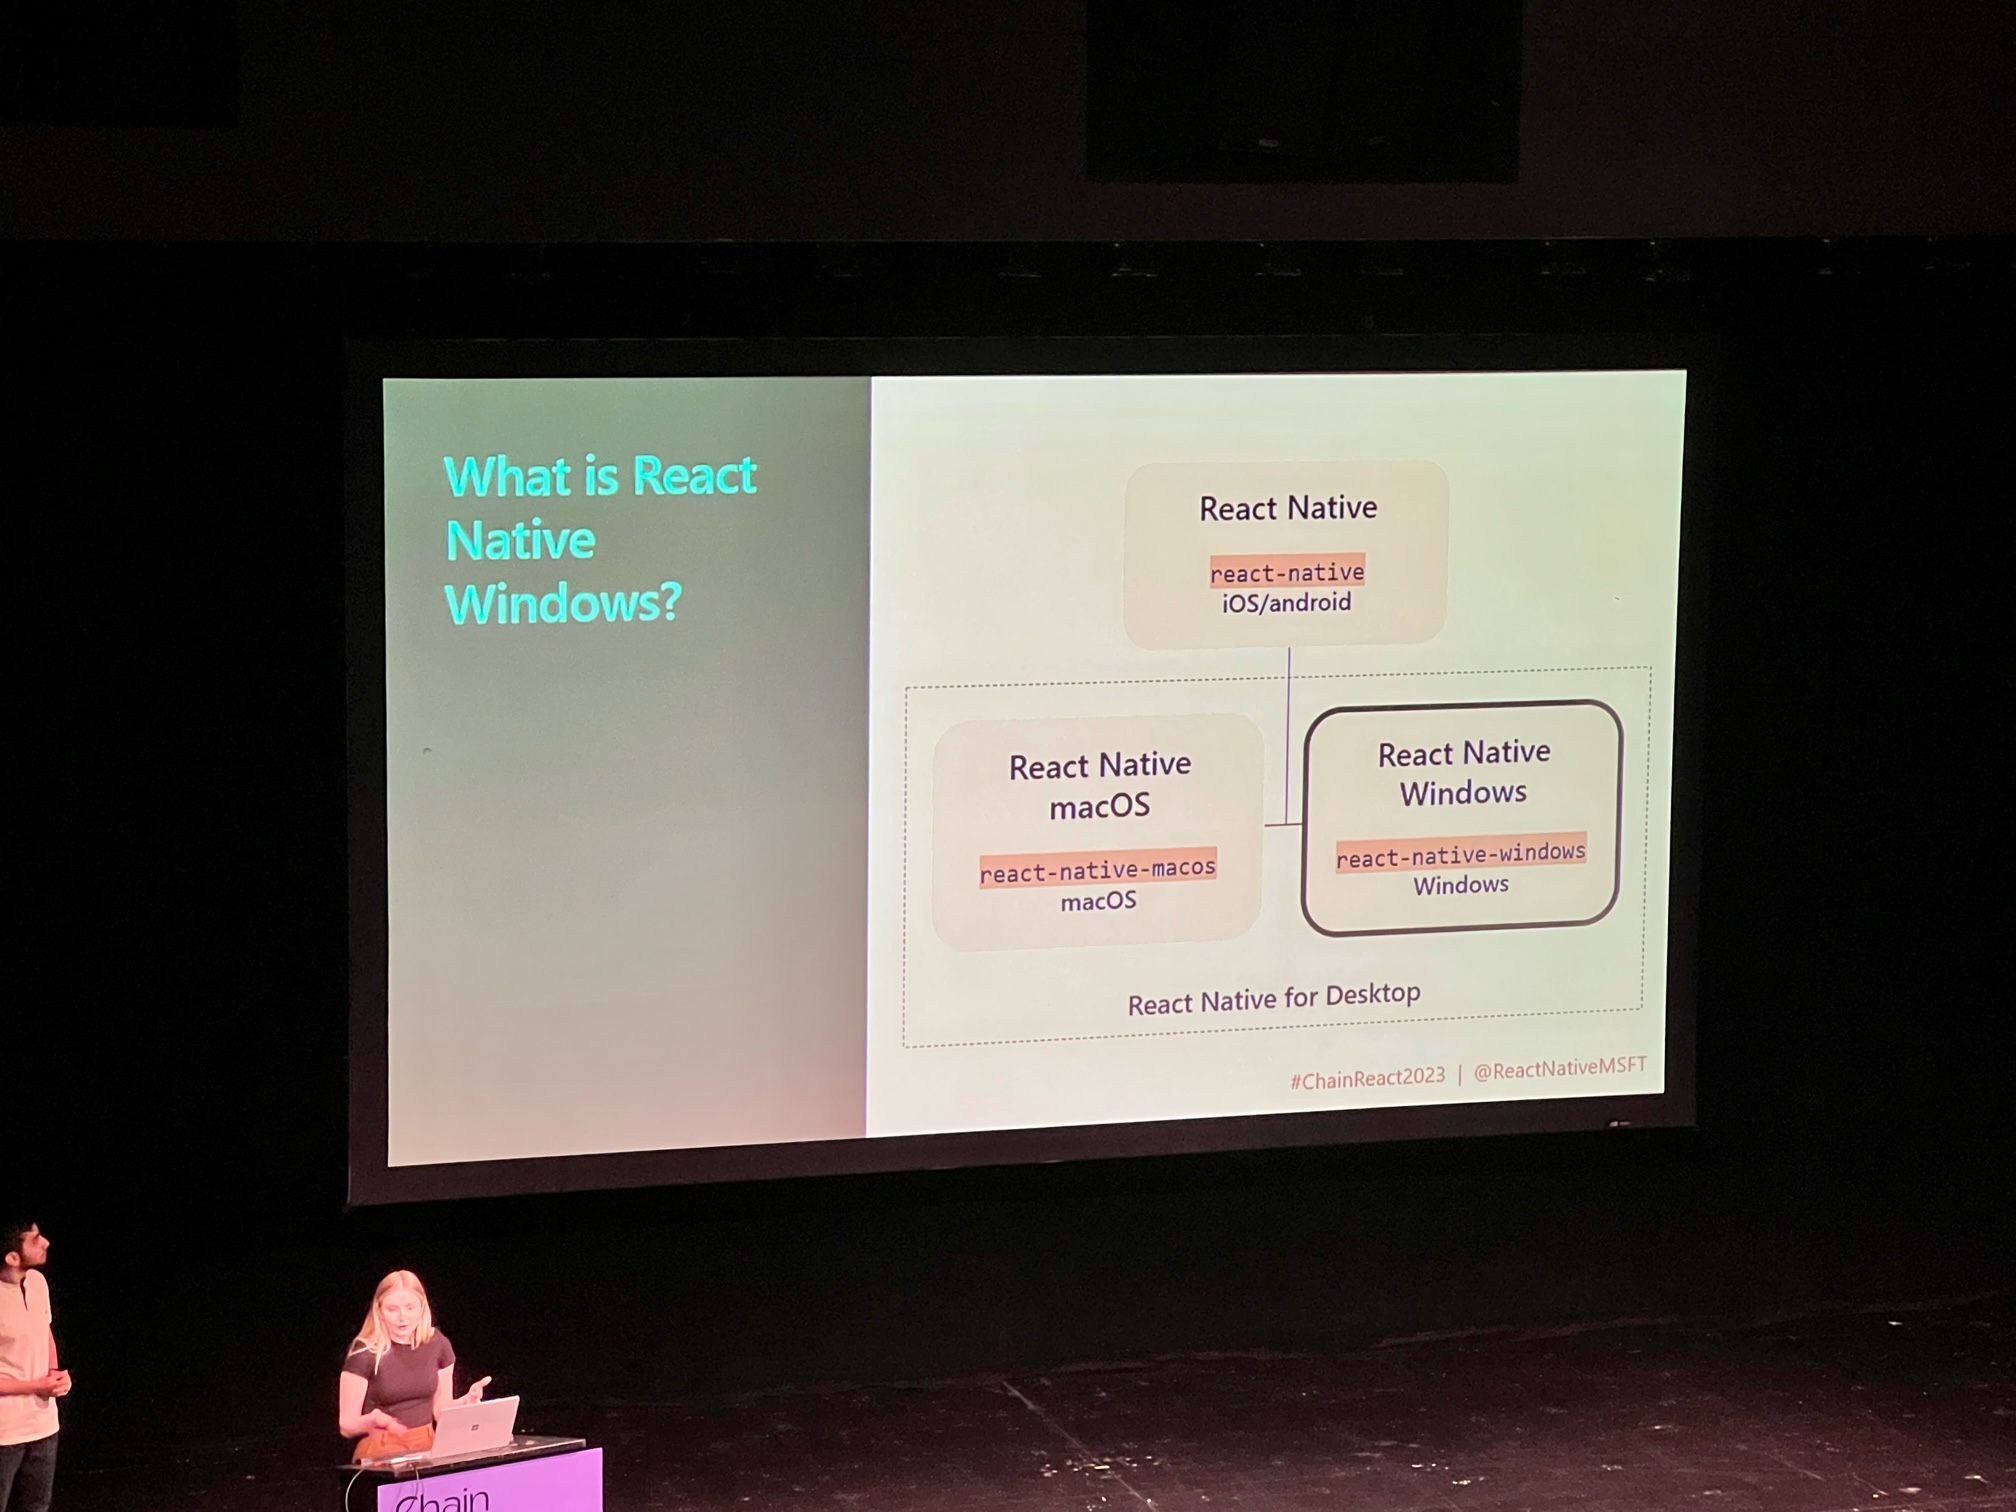 What is React
Native
Windows?
React Native
react-native
iOS/android
React Native
macOS
react-native-macos
macOS
React Native
Windows
react-native-windows
Windows
React Native for Desktop
#ChainReact2023 | @ReactNativeMSFT
Chain